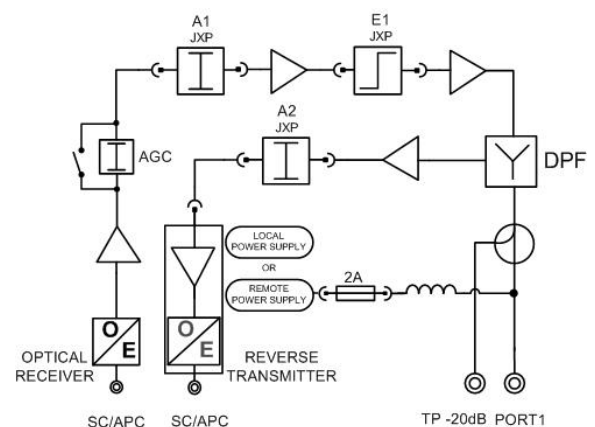 A1
JXP
E1
JXP
A2
JXP
AGC
DPF
LOCAL
POWER SUPPLY
OR
REMOTE
POWER SUPPLY
2A
O
E
O
E
OPTICAL
RECEIVER
REVERSE
TRANSMITTER
SC/APC
SC/APC
TP -20dB
PORT1